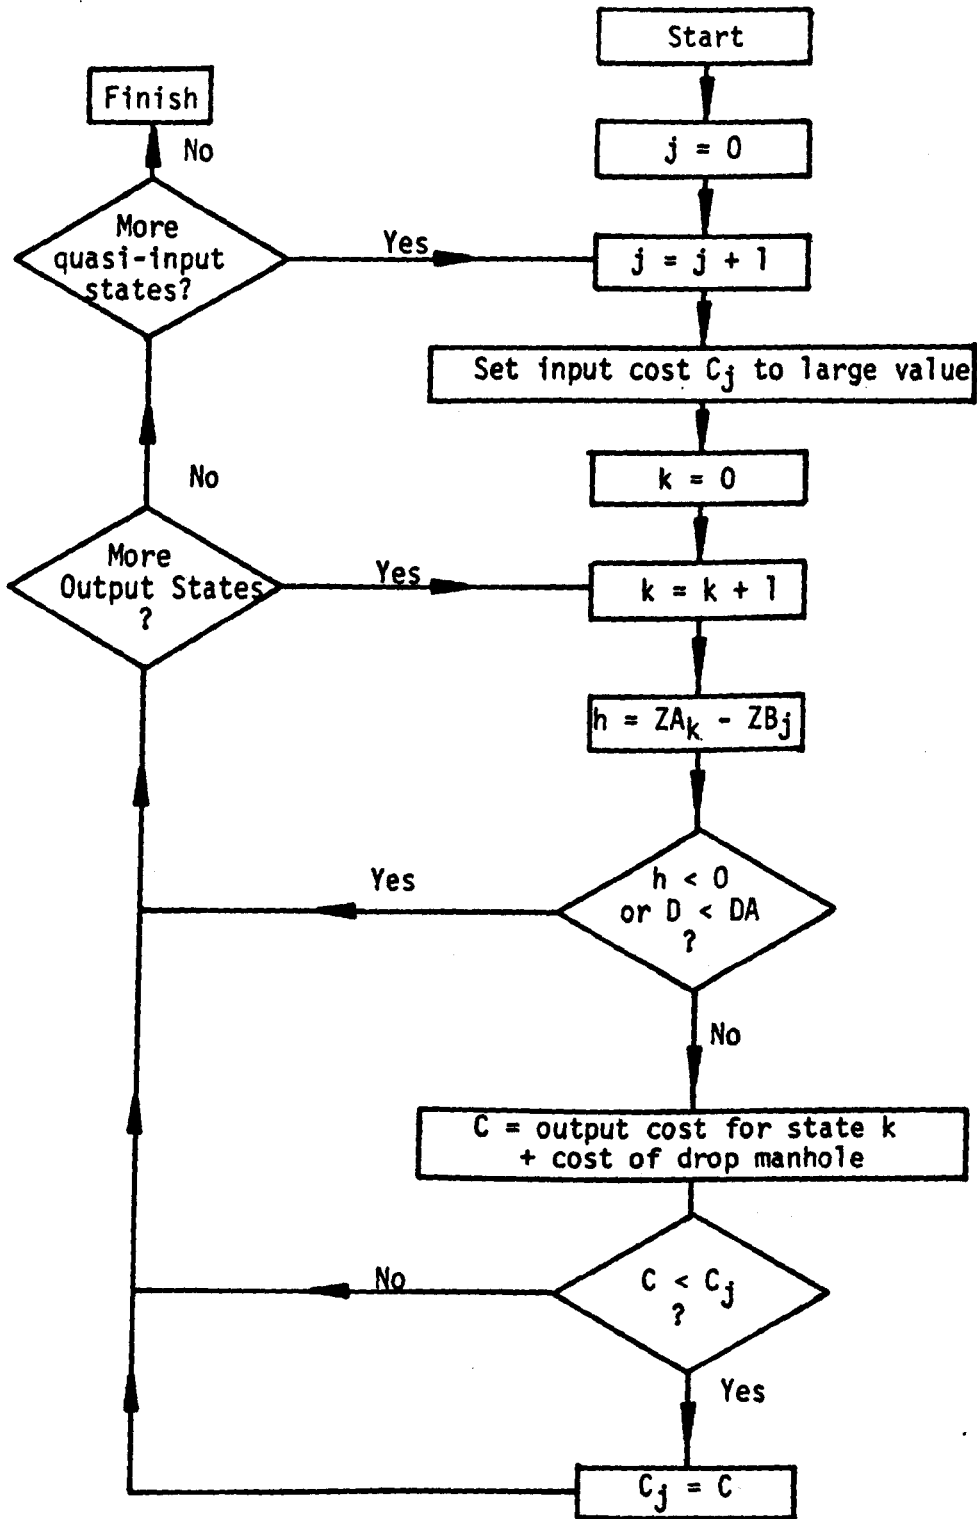 Start
Finish
No
j = 0
More
quasi-input
states?
Yes
j = j + 1
Set input cost Cj to large value
k = 0
No
More
Output States
?
Yes
k = k + 1
h = ZAk - ZBj
h < 0
or D < DA
?
Yes
No
C = output cost for state k
+ cost of drop manhole
C < Cj
?
No
Yes
Cj = C